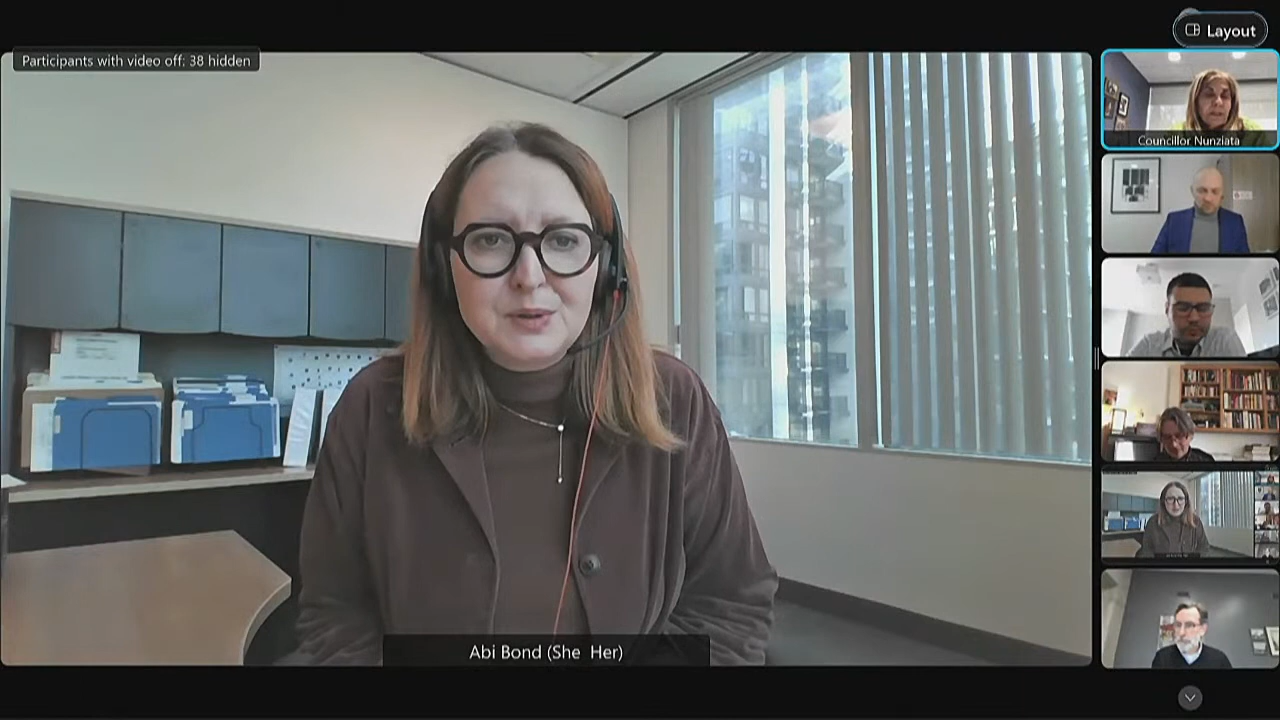 Layout
Participants with video off: 38 hidden
Councillor Nunziata
Abi Bond (She Her)